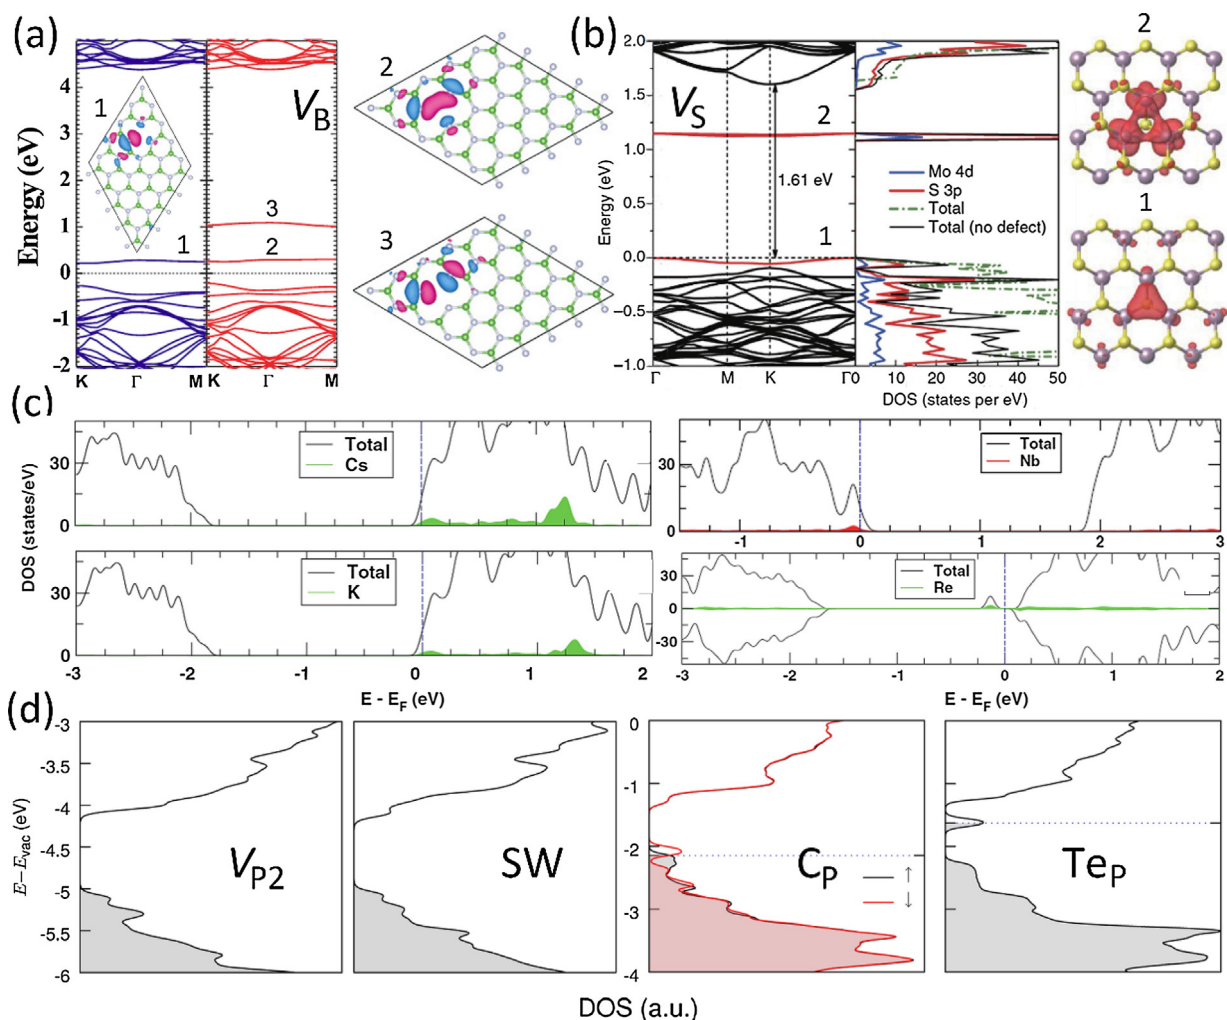 (a)
Energy (eV)
4
3
2
1
0
-1
-2
1
V_B
3
1
2
K Γ M K Γ M
2
3
(b)
Energy (eV)
2.0
1.5
1.0
0.5
0.0
-0.5
-1.0
V_S
2
1.61 eV
1
Mo 4d
S 3p
Total
Total (no defect)
Γ M K Γ0 10 20 30 40 50
DOS (states per eV)
2
1
(c)
DOS (states/eV)
30
0
Total
Cs
30
0
Total
K
-3 -2 -1 0 1 2
E - E_F (eV)
30
0
Total
Nb
-1 0 1 2 3
30
0
-30
Total
Re
-3 -2 -1 0 1 2
E - E_F (eV)
(d)
E−E_vac (eV)
-3
-3.5
-4
-4.5
-5
-5.5
-6
V_P2
SW
0
-1
-2
-3
-4
C_P
↑
↓
Te_P
DOS (a.u.)